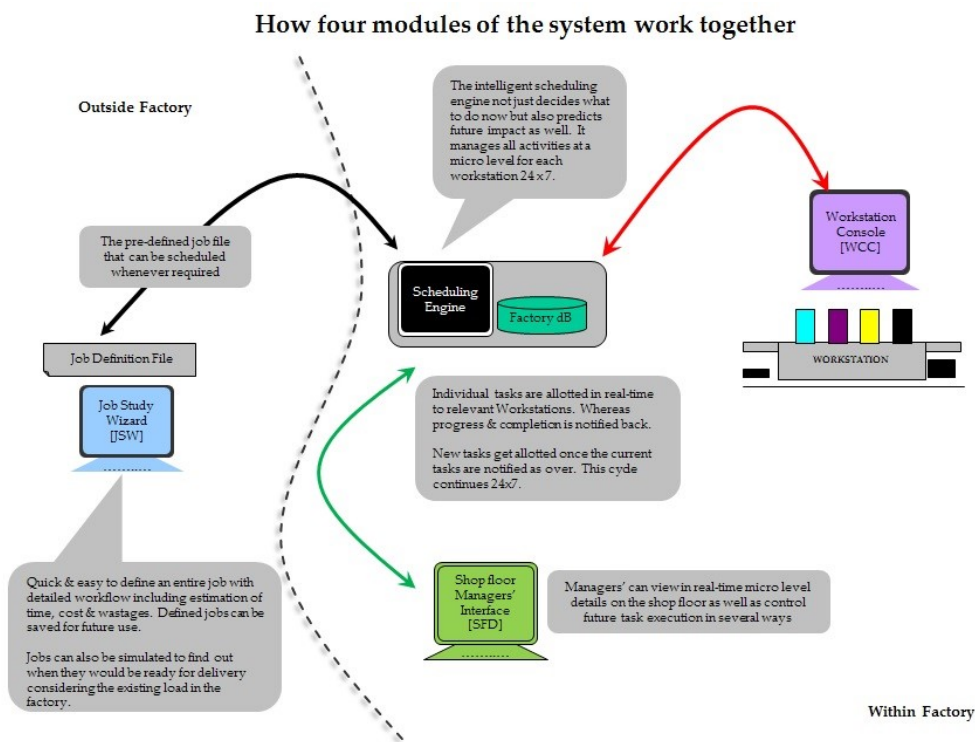 How four modules of the system work together
Outside Factory
The intelligent scheduling
engine not just decides what
to do now but also predicts
future impact as well. It
manages all activities at a
micro level for each
workstation 24 x 7.
The pre-defined job file
that can be scheduled
whenever required
Workstation
Console
[WCC]
Scheduling
Engine
Factory dB
Job Definition File
WORKSTATION
Job Study
Wizard
[JSW]
Individual tasks are allotted in real-time
to relevant Workstations. Whereas
progress & completion is notified back.
New tasks get allotted once the current
tasks are notified as over. This cycle
continues 24x7.
Quick & easy to define an entire job with
detailed workflow including estimation of
time, cost & wastages. Defined jobs can be
saved for future use.
Jobs can also be simulated to find out
when they would be ready for delivery
considering the existing load in the
factory.
Shop floor
Managers'
Interface
[SFD]
Managers' can view in real-time micro level
details on the shop floor as well as control
future task execution in several ways
Within Factory